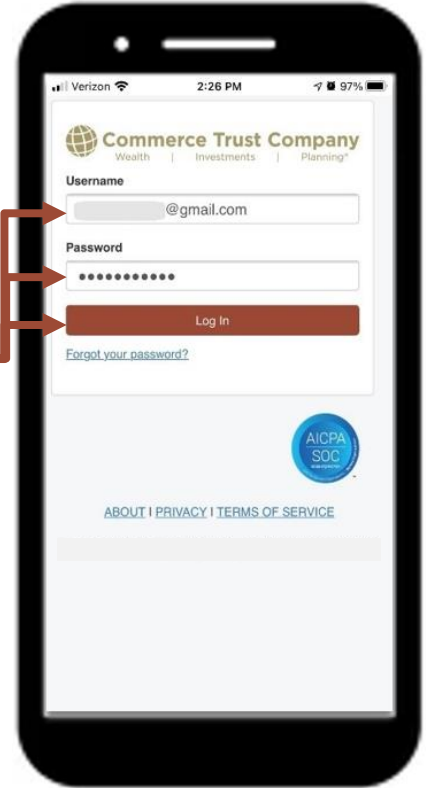 Verizon 2:26 PM 97%
Commerce Trust Company
Wealth | Investments | Planning*
Username
@gmail.com
Password
•••••••••••
Log In
Forgot your password?
AICPA
SOC
ABOUT | PRIVACY | TERMS OF SERVICE